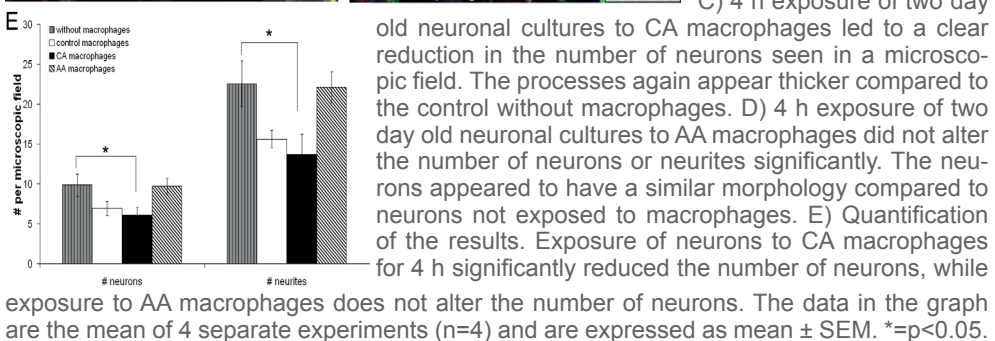 C) 4 h exposure of two day
E
30
25
20
15
10
5
0
# per microscopic field
without macrophages
control macrophages
CA macrophages
AA macrophages
*
*
# neurons
# neurites
old neuronal cultures to CA macrophages led to a clear
reduction in the number of neurons seen in a microsco-
pic field. The processes again appear thicker compared to
the control without macrophages. D) 4 h exposure of two
day old neuronal cultures to AA macrophages did not alter
the number of neurons or neurites significantly. The neu-
rons appeared to have a similar morphology compared to
neurons not exposed to macrophages. E) Quantification
of the results. Exposure of neurons to CA macrophages
for 4 h significantly reduced the number of neurons, while
exposure to AA macrophages does not alter the number of neurons. The data in the graph
are the mean of 4 separate experiments (n=4) and are expressed as mean ± SEM. *=p<0.05.